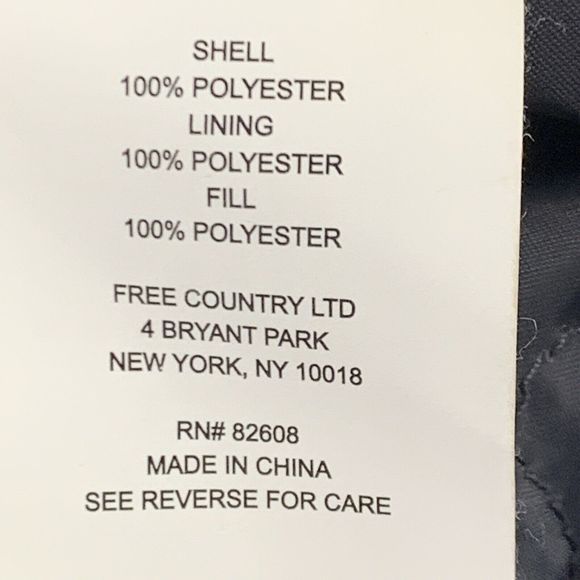 SHELL
100% POLYESTER
LINING
100% POLYESTER
FILL
100% POLYESTER
FREE COUNTRY LTD
4 BRYANT PARK
NEW YORK, NY 10018
RN# 82608
MADE IN CHINA
SEE REVERSE FOR CARE